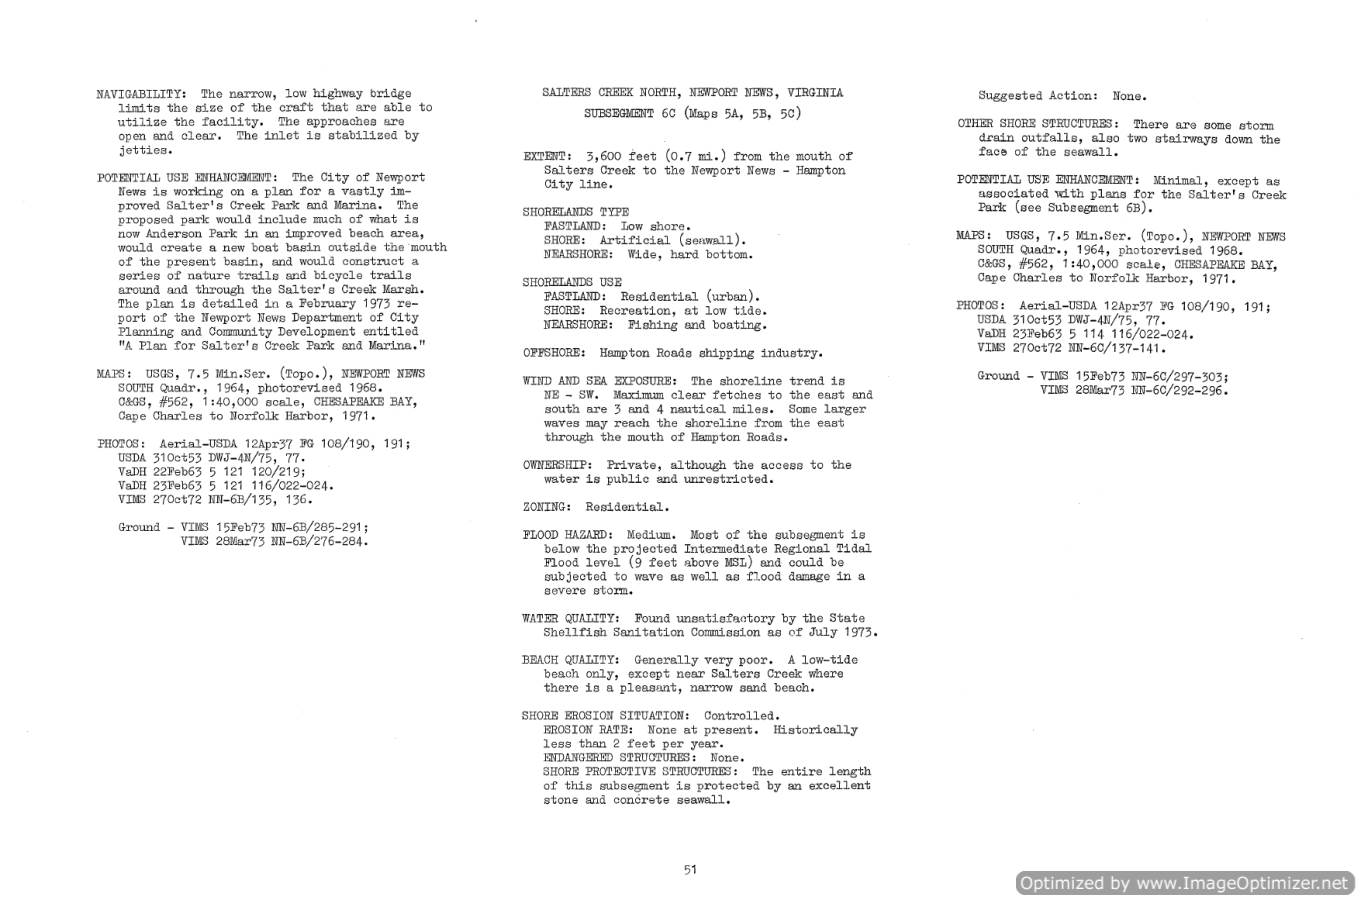 NAVIGABILITY: The narrow, low highway bridge
limits the size of the craft that are able to
utilize the facility. The approaches are
open and clear. The inlet is stabilized by
jetties.
POTENTIAL USE ENHANCEMENT: The City of Newport
News is working on a plan for a vastly im-
proved Salter's Creek Park and Marina. The
proposed park would include much of what is
now Anderson Park in an improved beach area,
would create a new boat basin outside the mouth
of the present basin, and would construct a
series of nature trails and bicycle trails
around and through the Salter's Creek Marsh.
The plan is detailed in a February 1973 re-
port of the Newport News Department of City
Planning and Community Development entitled
"A Plan for Salter's Creek Park and Marina."
MAPS: USGS, 7.5 Min.Ser. (Topo.), NEWPORT NEWS
SOUTH Quadr., 1964, photorevised 1968.
C&GS, #562, 1:40,000 scale, CHESAPEAKE BAY,
Cape Charles to Norfolk Harbor, 1971.
PHOTOS: Aerial-USDA 12Apr37 FG 108/190, 191;
USDA 31Oct53 DWJ-4N/75, 77.
VaDH 22Feb63 5 121 120/219;
VaDH 23Feb63 5 121 116/022-024.
VIMS 27Oct72 NN-6B/135, 136.
Ground - VIMS 15Feb73 NN-6B/285-291;
VIMS 28Mar73 NN-6B/276-284.
SALTERS CREEK NORTH, NEWPORT NEWS, VIRGINIA
SUBSEGMENT 6C (Maps 5A, 5B, 5C)
EXTENT: 3,600 feet (0.7 mi.) from the mouth of
Salters Creek to the Newport News - Hampton
City line.
SHORELANDS TYPE
FASTLAND: Low shore.
SHORE: Artificial (seawall).
NEARSHORE: Wide, hard bottom.
SHORELANDS USE
FASTLAND: Residential (urban).
SHORE: Recreation, at low tide.
NEARSHORE: Fishing and boating.
OFFSHORE: Hampton Roads shipping industry.
WIND AND SEA EXPOSURE: The shoreline trend is
NE - SW. Maximum clear fetches to the east and
south are 3 and 4 nautical miles. Some larger
waves may reach the shoreline from the east
through the mouth of Hampton Roads.
OWNERSHIP: Private, although the access to the
water is public and unrestricted.
ZONING: Residential.
FLOOD HAZARD: Medium. Most of the subsegment is
below the projected Intermediate Regional Tidal
Flood level (9 feet above MSL) and could be
subjected to wave as well as flood damage in a
severe storm.
WATER QUALITY: Found unsatisfactory by the State
Shellfish Sanitation Commission as of July 1973.
BEACH QUALITY: Generally very poor. A low-tide
beach only, except near Salters Creek where
there is a pleasant, narrow sand beach.
SHORE EROSION SITUATION: Controlled.
EROSION RATE: None at present. Historically
less than 2 feet per year.
ENDANGERED STRUCTURES: None.
SHORE PROTECTIVE STRUCTURES: The entire length
of this subsegment is protected by an excellent
stone and concrete seawall.
Suggested Action: None.
OTHER SHORE STRUCTURES: There are some storm
drain outfalls, also two stairways down the
face of the seawall.
POTENTIAL USE ENHANCEMENT: Minimal, except as
associated with plans for the Salter's Creek
Park (see Subsegment 6B).
MAPS: USGS, 7.5 Min.Ser. (Topo.), NEWPORT NEWS
SOUTH Quadr., 1964, photorevised 1968.
C&GS, #562, 1:40,000 scale, CHESAPEAKE BAY,
Cape Charles to Norfolk Harbor, 1971.
PHOTOS: Aerial-USDA 12Apr37 FG 108/190, 191;
USDA 31Oct53 DWJ-4N/75, 77.
VaDH 23Feb63 5 114 116/022-024.
VIMS 27Oct72 NN-6C/137-141.
Ground - VIMS 15Feb73 NN-6C/297-303;
VIMS 28Mar73 NN-6C/292-296.
51
Optimized by www.ImageOptimizer.net